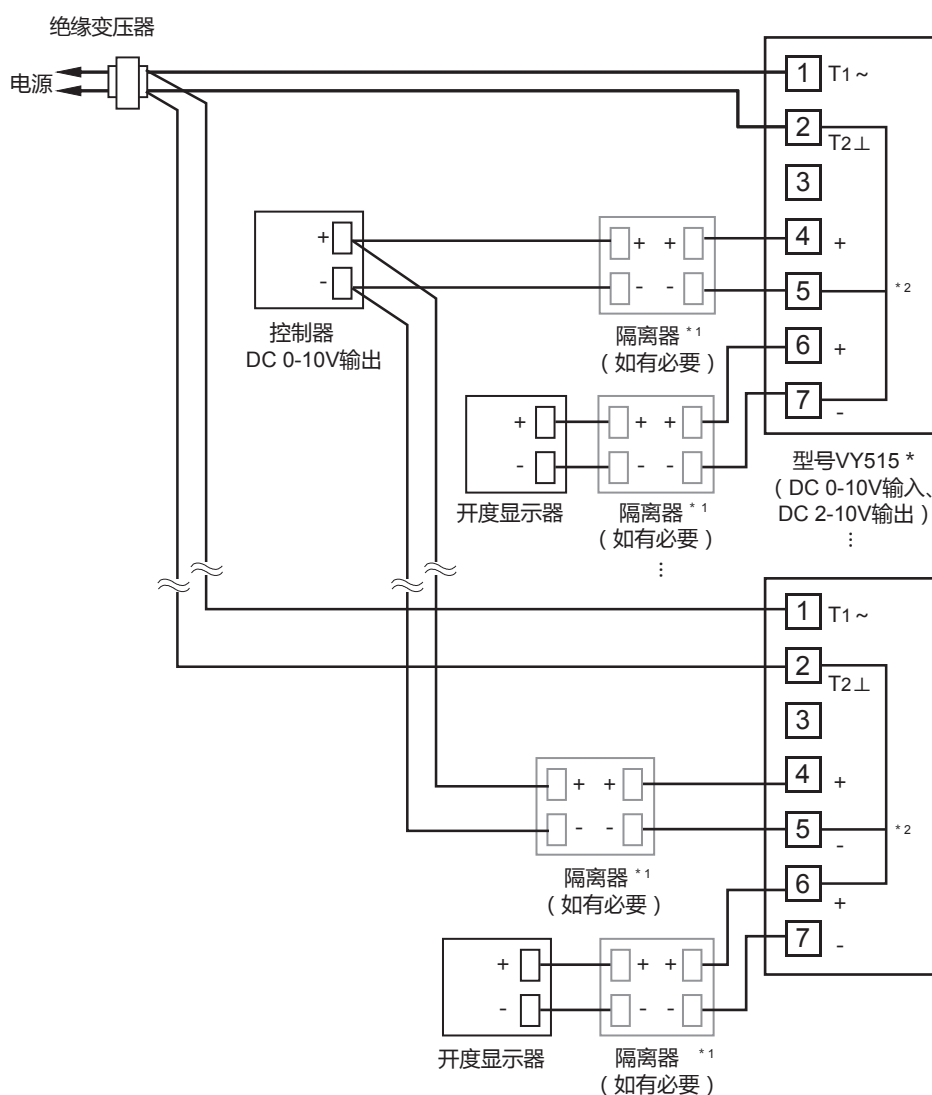 绝缘变压器
电源
1 T1~
2 T2⊥
3
4 +
5
6 +
7 -
*2
+
-
控制器
DC 0-10V输出
+ +
- -
隔离器 *1
（如有必要）
+
-
开度显示器
+ +
- -
隔离器 *1
（如有必要）
⋮
型号VY515 *
（DC 0-10V输入、
DC 2-10V输出）
⋮
1 T1~
2 T2⊥
3
4 +
5 -
6 +
7 -
*2
+ +
- -
隔离器 *1
（如有必要）
+
-
开度显示器
+ +
- -
隔离器 *1
（如有必要）